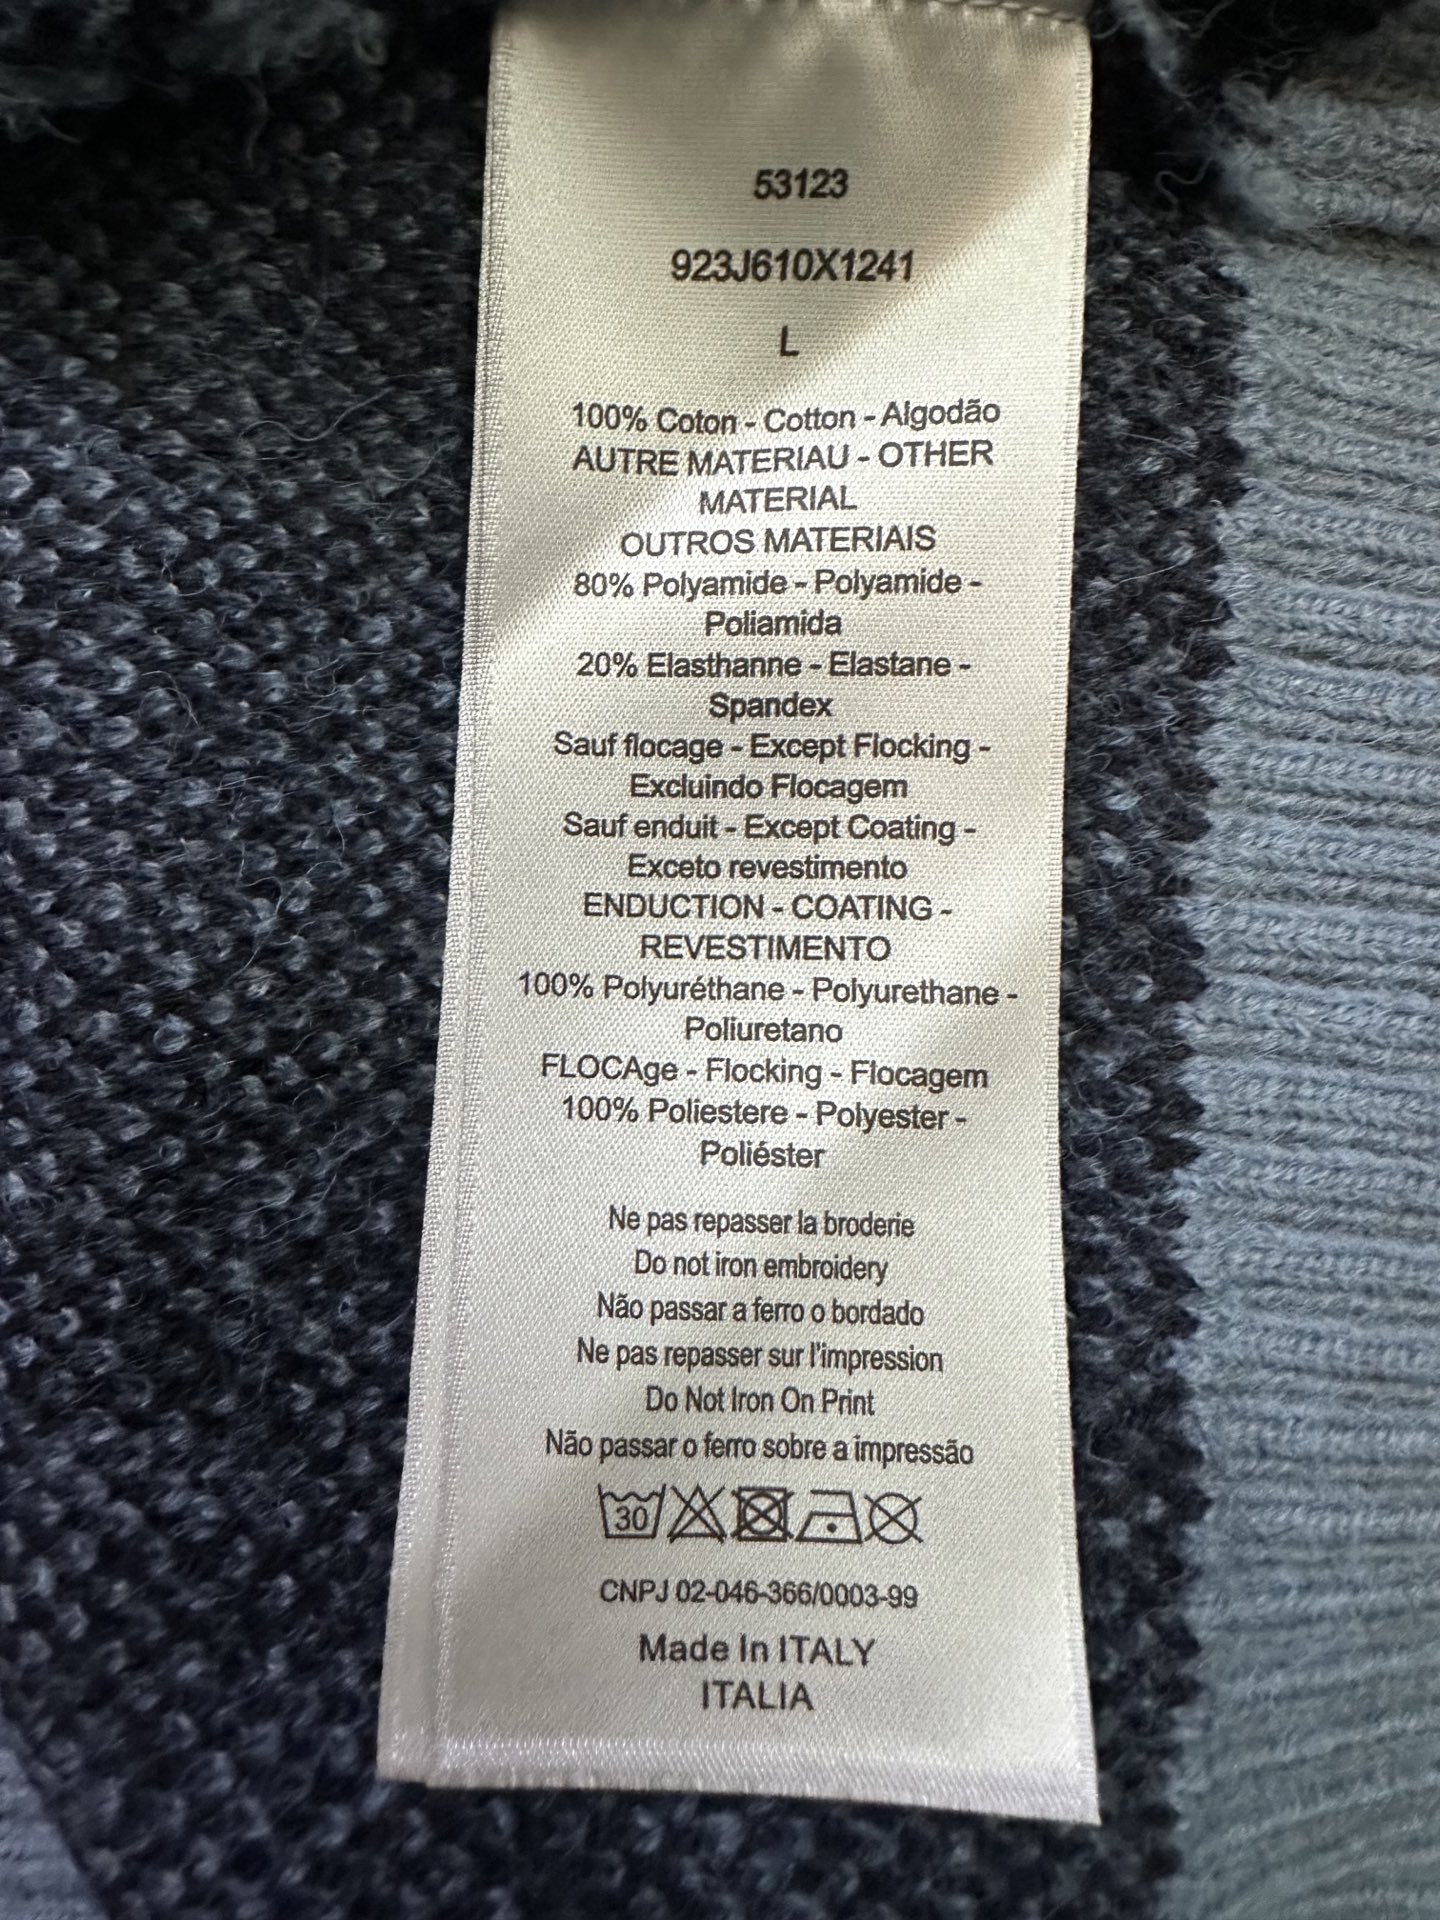 53123
923J610X1241
L
100% Coton - Cotton - Algodão
AUTRE MATERIAU - OTHER
MATERIAL
OUTROS MATERIAIS
80% Polyamide - Polyamide -
Poliamida
20% Elasthanne - Elastane -
Spandex
Sauf flocage - Except Flocking -
Excluindo Flocagem
Sauf enduit - Except Coating -
Exceto revestimento
ENDUCTION - COATING -
REVESTIMENTO
100% Polyuréthane - Polyurethane -
Poliuretano
FLOCAge - Flocking - Flocagem
100% Poliestere - Polyester -
Poliéster
Ne pas repasser la broderie
Do not iron embroidery
Não passar a ferro o bordado
Ne pas repasser sur l'impression
Do Not Iron On Print
Não passar o ferro sobre a impressão
30
CNPJ 02-046-366/0003-99
Made In ITALY
ITALIA